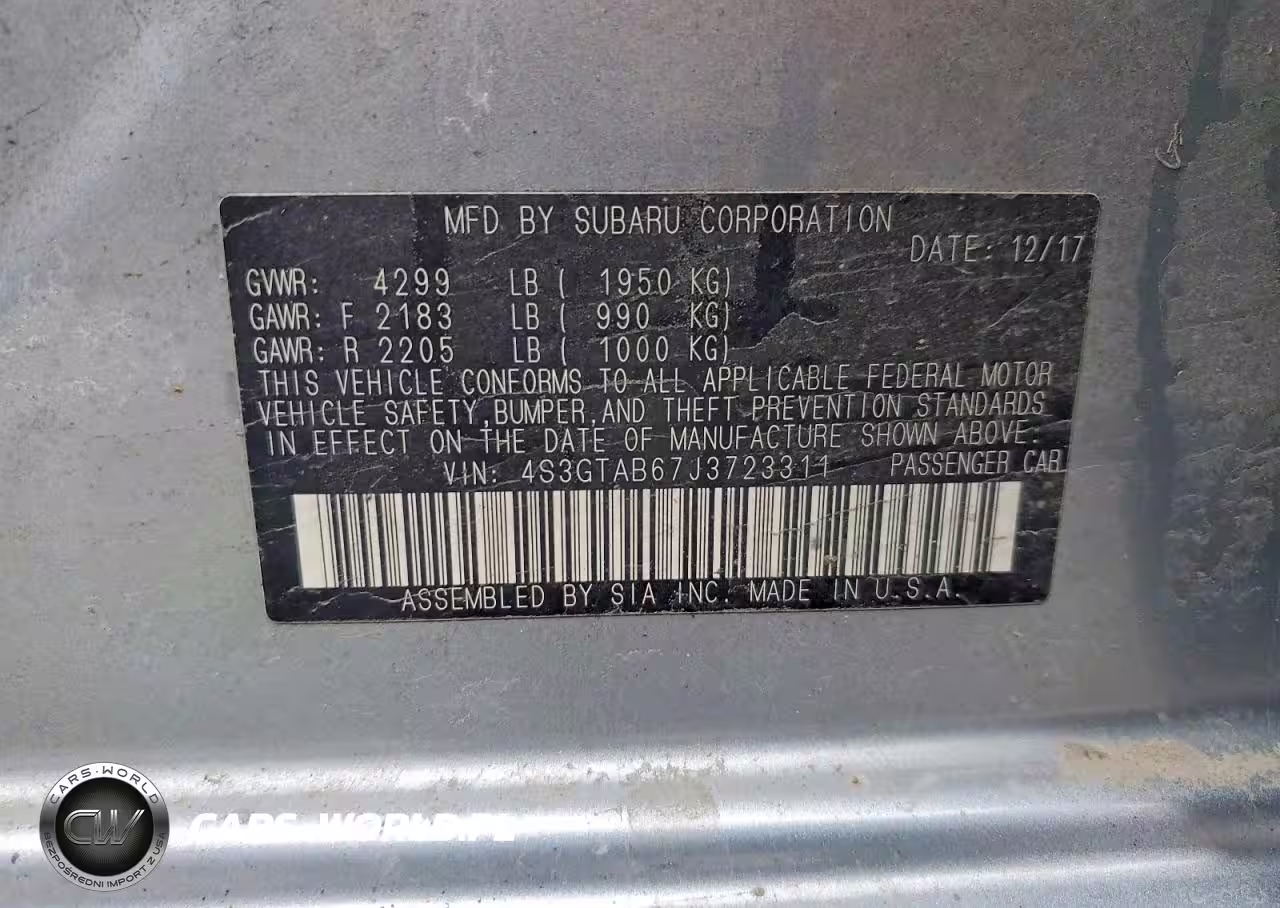 MFD BY SUBARU CORPORATION
DATE: 12/17
GVWR: 4299 LB ( 1950 KG)
GAWR: F 2183 LB ( 990 KG)
GAWR: R 2205 LB ( 1000 KG)
THIS VEHICLE CONFORMS TO ALL APPLICABLE FEDERAL MOTOR
VEHICLE SAFETY,BUMPER,AND THEFT PREVENTION STANDARDS
IN EFFECT ON THE DATE OF MANUFACTURE SHOWN ABOVE.
VIN: 4S3GTAB67J3723311 PASSENGER CAR
ASSEMBLED BY SIA INC. MADE IN U.S.A.
CARS-WORLD
CW
BEZPOŚREDNI IMPORT Z USA
CARS-WORLD.PL